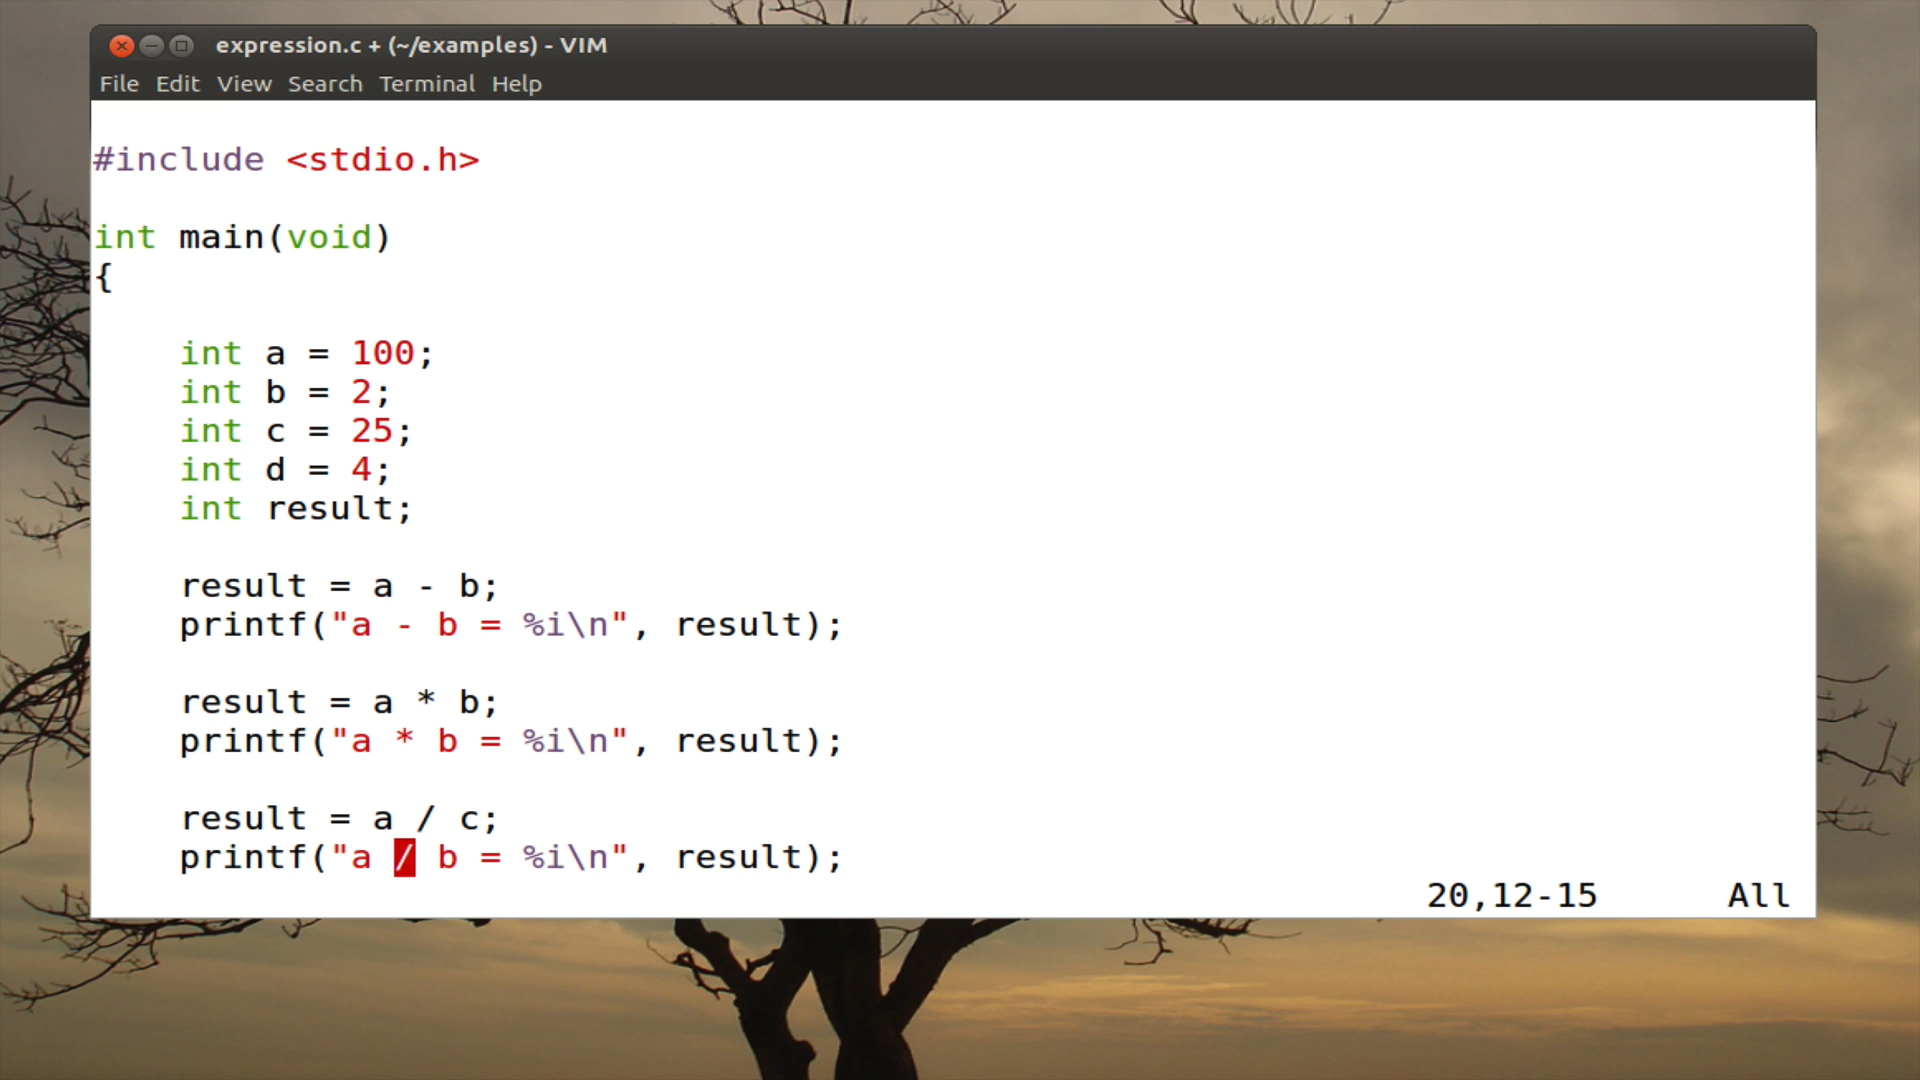 expression.c + (~/examples) - VIM
File Edit View Search Terminal Help
#include <stdio.h>
int main(void)
{
int a = 100;
int b = 2;
int c = 25;
int d = 4;
int result;
result = a - b;
printf("a - b = %i\n", result);
result = a * b;
printf("a * b = %i\n", result);
result = a / c;
printf("a / b = %i\n", result);
20,12-15 All